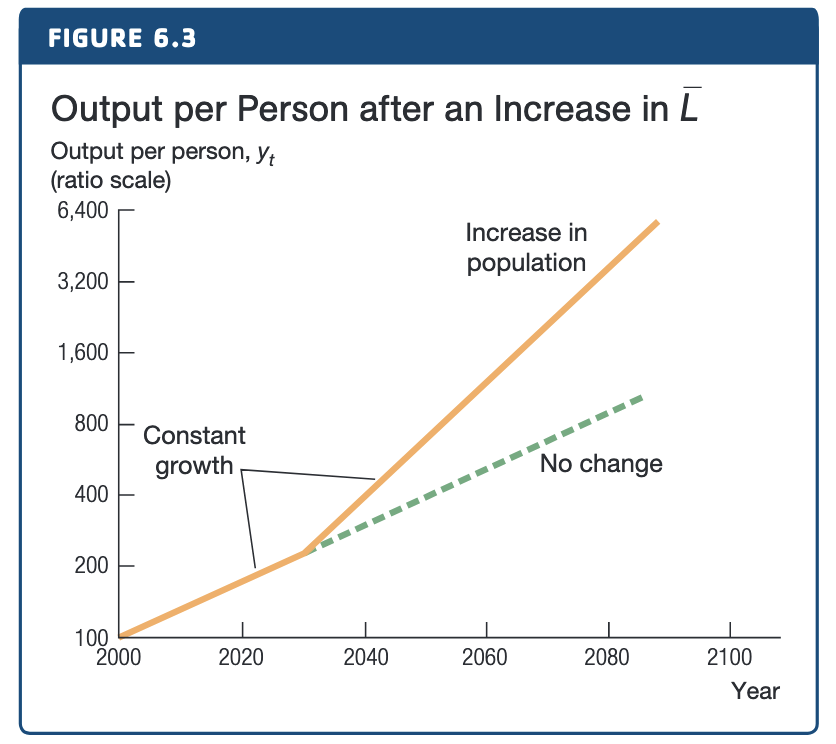 FIGURE 6.3
Output per Person after an Increase in L̅
Output per person, yₜ
(ratio scale)
6,400
3,200
1,600
800
400
200
100
Increase in
population
Constant
growth
No change
2000
2020
2040
2060
2080
2100
Year